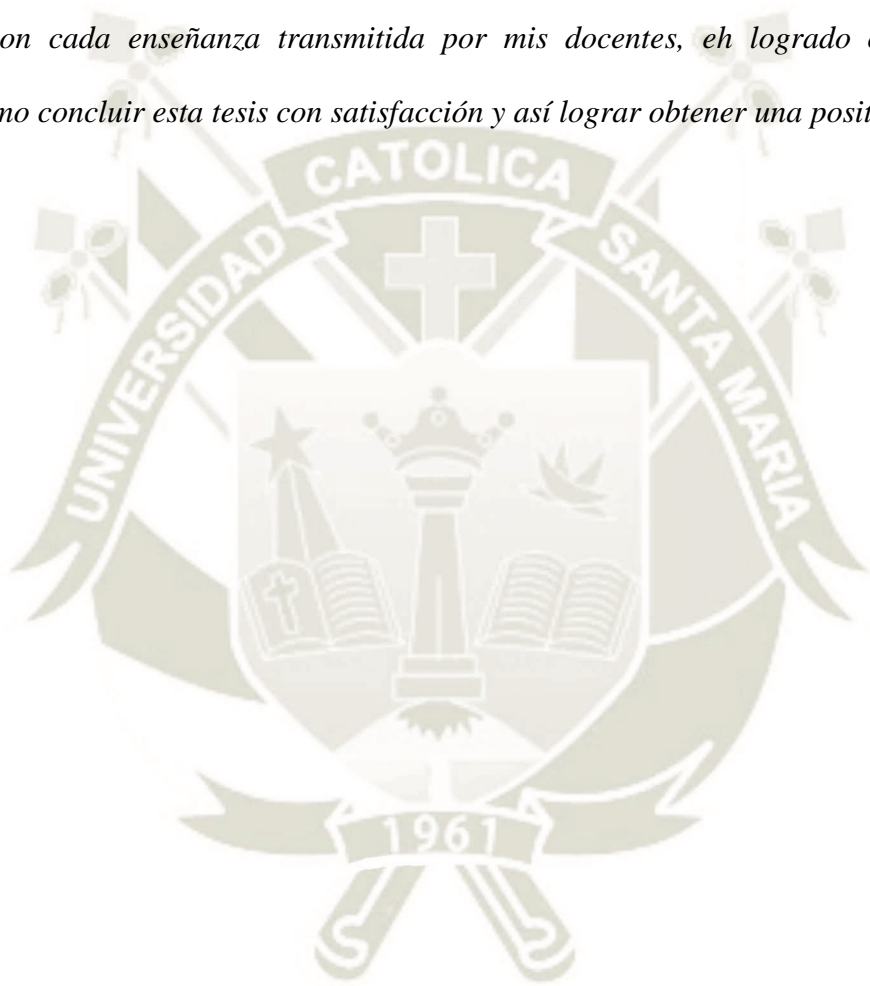 on cada enseñanza transmitida por mis docentes, eh logrado
mo concluir esta tesis con satisfacción y así lograr obtener una posit
CATOLICA
UNIVERSIDAD
SANTA MARIA
1961